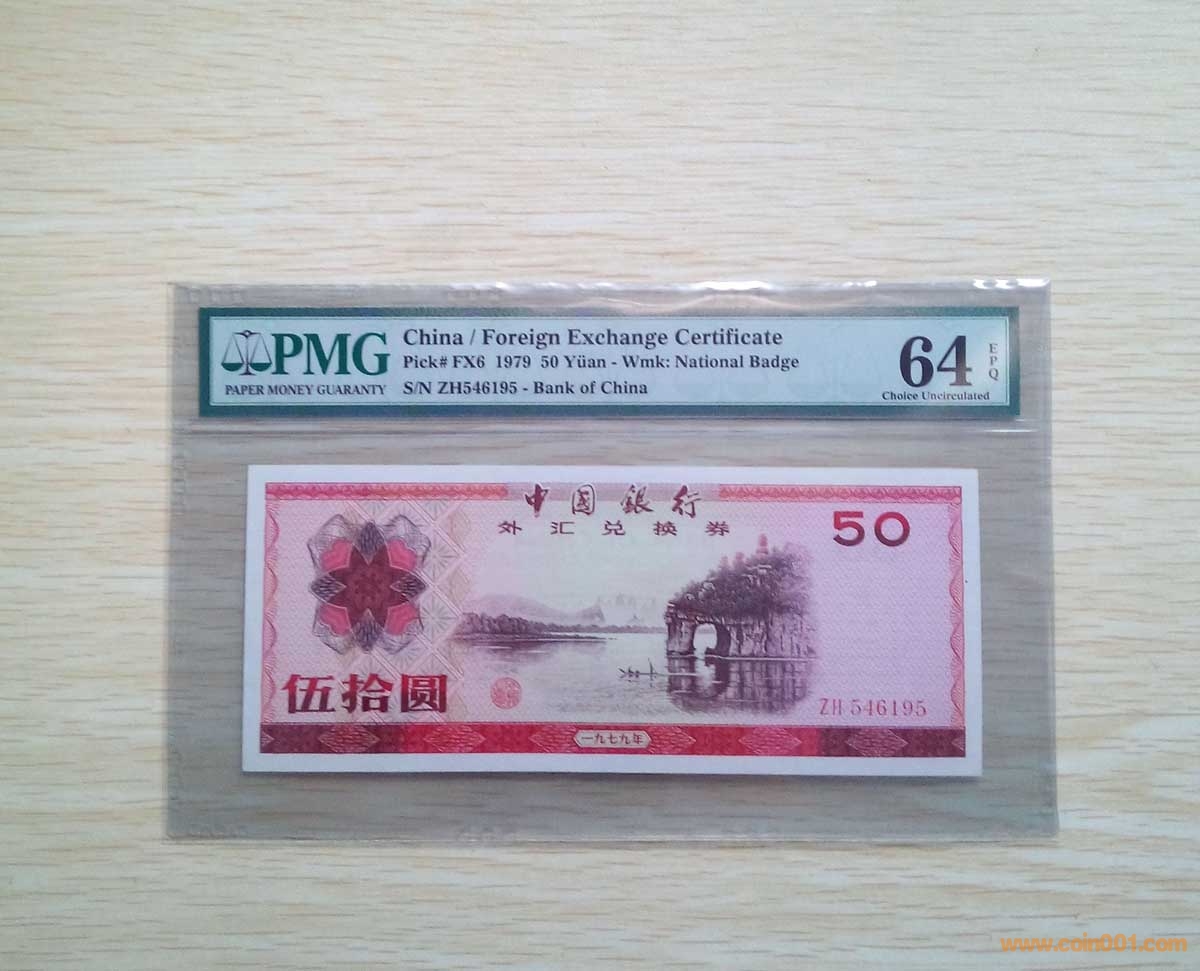 PMG
PAPER MONEY GUARANTY
China / Foreign Exchange Certificate
Pick# FX6 1979 50 Yüan - Wmk: National Badge
S/N ZH546195 - Bank of China
64
EPQ
Choice Uncirculated
中國銀行
外汇兑换券
50
伍拾圆
ZH 546195
一九七九年
www.coin001.com